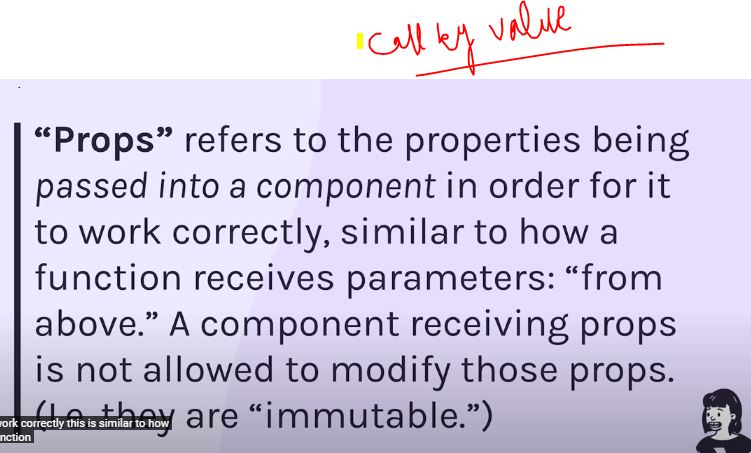 Call by value
“Props” refers to the properties being
passed into a component in order for it
to work correctly, similar to how a
function receives parameters: “from
above.” A component receiving props
is not allowed to modify those props.
(I.e. they are “immutable.”)
work correctly this is similar to how
nction